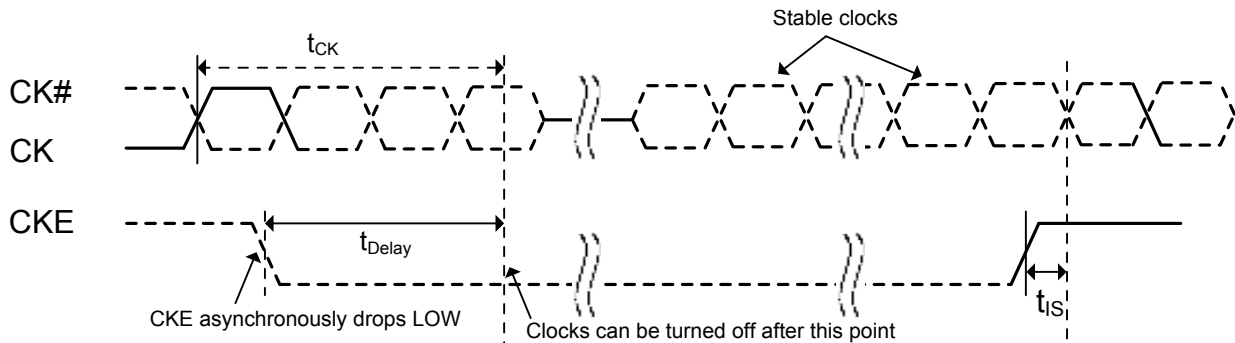 Stable clocks
tCK
CK#
CK
CKE
tDelay
tIS
CKE asynchronously drops LOW
Clocks can be turned off after this point